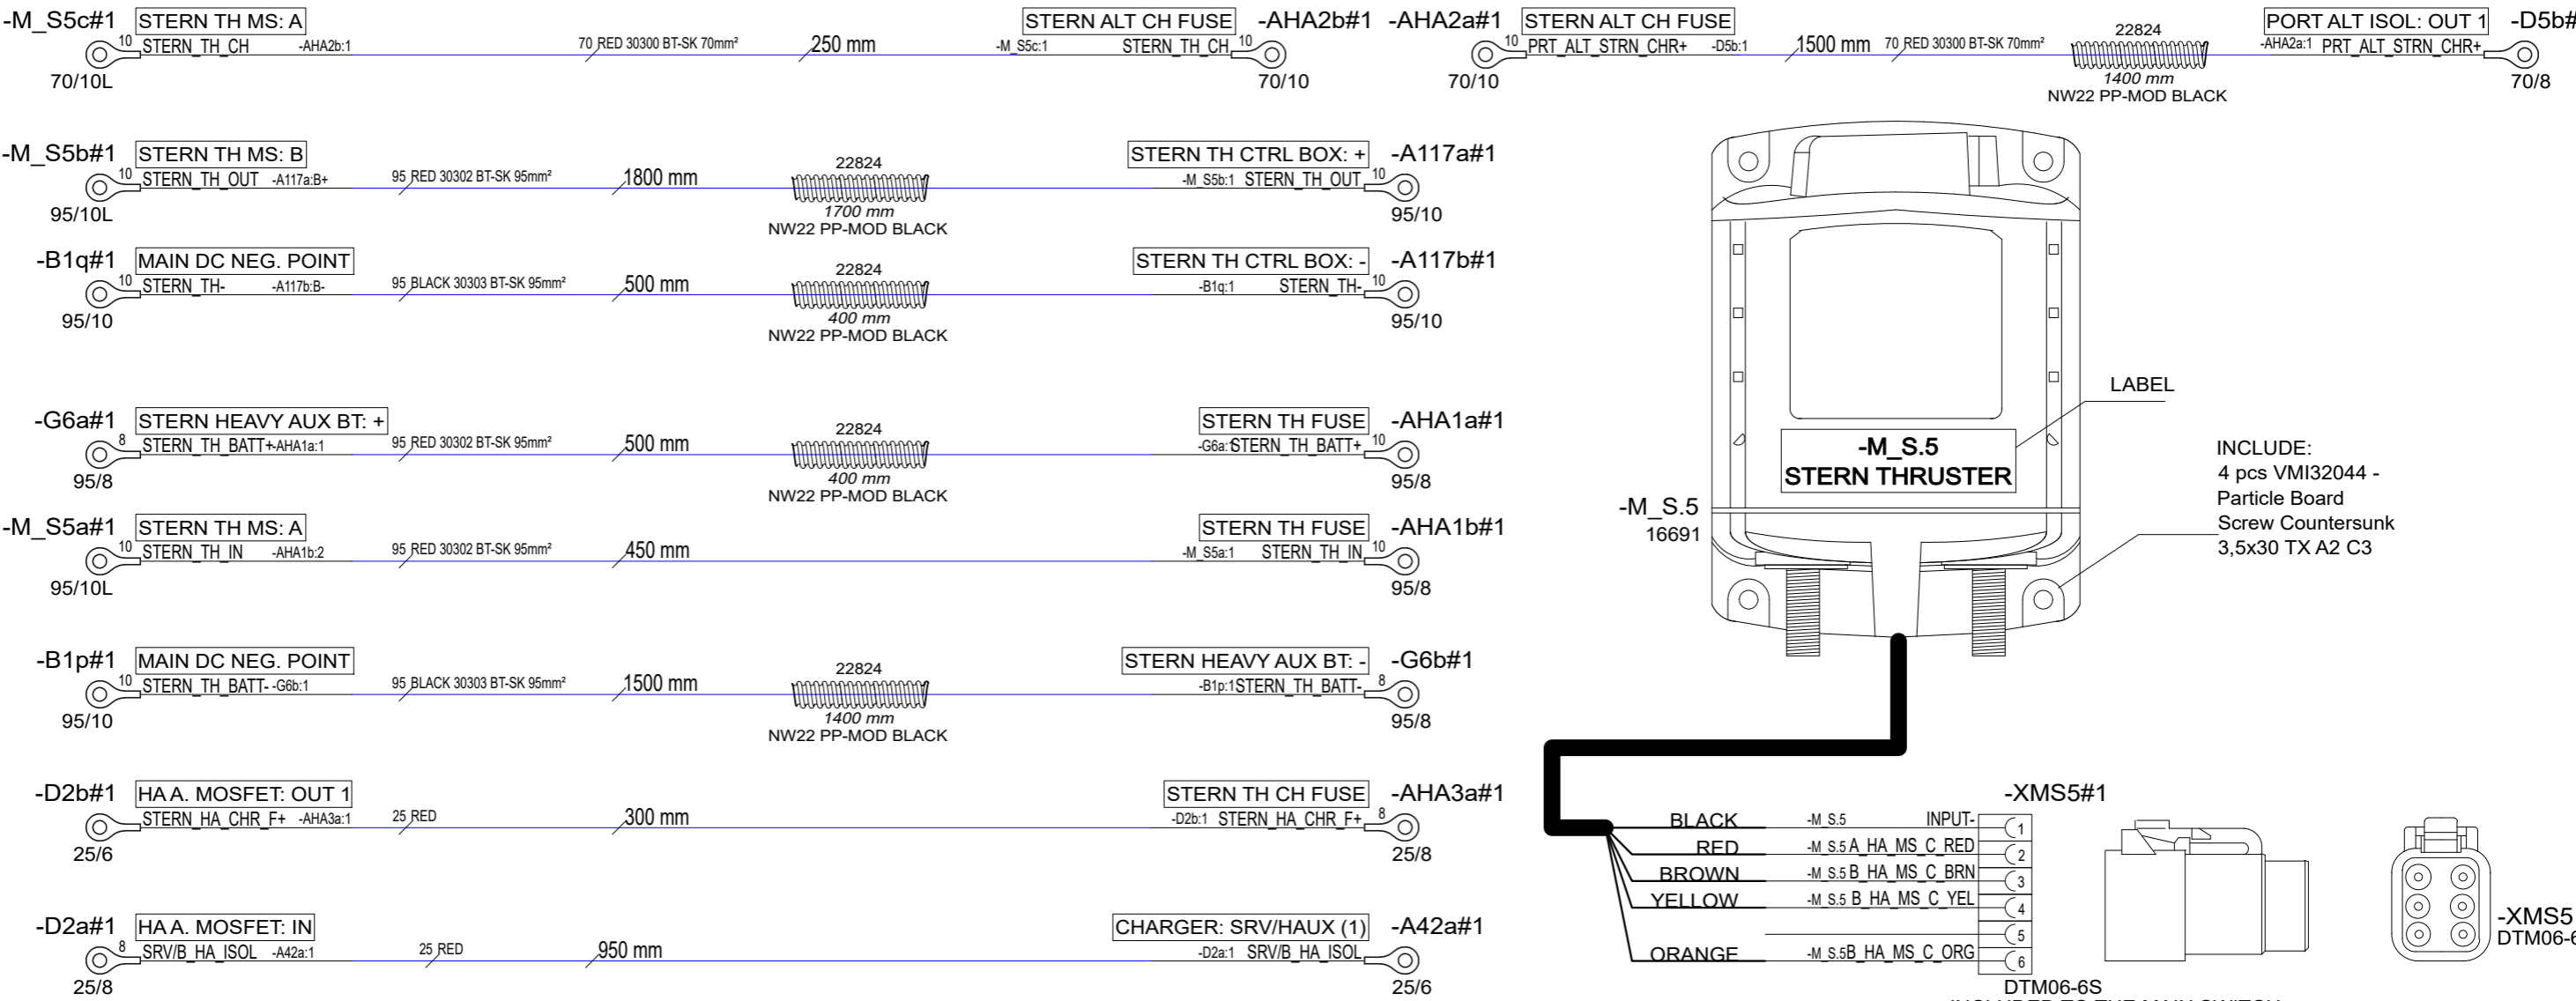 -M_S5c#1 STERN TH MS: A STERN ALT CH FUSE -AHA2b#1 -AHA2a#1 STERN ALT CH FUSE PORT ALT ISOL: OUT 1 -D5b#
10 STERN_TH_CH -AHA2b:1 70 RED 30300 BT-SK 70mm² 250 mm -M_S5c:1 STERN_TH_CH 10 10 PRT_ALT_STRN_CHR+ -D5b:1 1500 mm 70 RED 30300 BT-SK 70mm² 22824 -AHA2a:1 PRT_ALT_STRN_CHR+
70/10L 70/10 70/10 1400 mm 70/8
NW22 PP-MOD BLACK
-M_S5b#1 STERN TH MS: B 22824 STERN TH CTRL BOX: + -A117a#1
10 STERN_TH_OUT -A117a:B+ 95 RED 30302 BT-SK 95mm² 1800 mm -M_S5b:1 STERN_TH_OUT 10
95/10L 1700 mm 95/10
NW22 PP-MOD BLACK
-B1q#1 MAIN DC NEG. POINT 22824 STERN TH CTRL BOX: - -A117b#1
10 STERN_TH- -A117b:B- 95 BLACK 30303 BT-SK 95mm² 500 mm -B1q:1 STERN_TH- 10
95/10 400 mm 95/10
NW22 PP-MOD BLACK
-G6a#1 STERN HEAVY AUX BT: + 22824 STERN TH FUSE -AHA1a#1
8 STERN_TH_BATT+ -AHA1a:1 95 RED 30302 BT-SK 95mm² 500 mm -G6a:1 STERN_TH_BATT+ 10
95/8 400 mm 95/8
NW22 PP-MOD BLACK
-M_S5a#1 STERN TH MS: A STERN TH FUSE -AHA1b#1
10 STERN_TH_IN -AHA1b:2 95 RED 30302 BT-SK 95mm² 450 mm -M_S5a:1 STERN_TH_IN 10
95/10L 95/8
-B1p#1 MAIN DC NEG. POINT 22824 STERN HEAVY AUX BT: - -G6b#1
10 STERN_TH_BATT- -G6b:1 95 BLACK 30303 BT-SK 95mm² 1500 mm -B1p:1 STERN_TH_BATT- 8
95/10 1400 mm 95/8
NW22 PP-MOD BLACK
-D2b#1 HA A. MOSFET: OUT 1 STERN TH CH FUSE -AHA3a#1
STERN_HA_CHR_F+ -AHA3a:1 25 RED 300 mm -D2b:1 STERN_HA_CHR_F+ 8
25/6 25/8
-D2a#1 HA A. MOSFET: IN CHARGER: SRV/HAUX (1) -A42a#1
8 SRV/B_HA_ISOL -A42a:1 25 RED 950 mm -D2a:1 SRV/B_HA_ISOL
25/8 25/6
LABEL
-M_S.5
STERN THRUSTER
-M_S.5
16691
INCLUDE:
4 pcs VMI32044 -
Particle Board
Screw Countersunk
3,5x30 TX A2 C3
-XMS5#1
BLACK -M_S.5 INPUT- 1
RED -M_S.5 A_HA_MS_C_RED 2
BROWN -M_S.5 B_HA_MS_C_BRN 3
YELLOW -M_S.5 B_HA_MS_C_YEL 4
5
ORANGE -M_S.5 B_HA_MS_C_ORG 6
DTM06-6S
-XMS5
DTM06-6